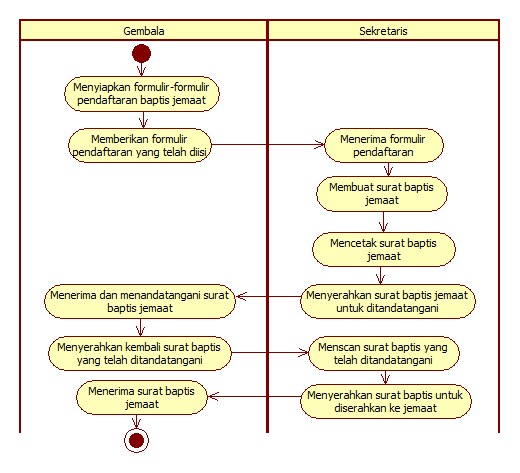 Gembala
Sekretaris
Menyiapkan formulir-formulir
pendaftaran baptis jemaat
Memberikan formulir
pendaftaran yang telah diisi
Menerima formulir
pendaftaran
Membuat surat baptis
jemaat
Mencetak surat baptis
jemaat
Menyerahkan surat baptis jemaat
untuk ditandatangani
Menerima dan menandatangani surat
baptis jemaat
Menyerahkan kembali surat baptis
yang telah ditandatangani
Menscan surat baptis yang
telah ditandatangani
Menyerahkan surat baptis untuk
diserahkan ke jemaat
Menerima surat baptis
jemaat